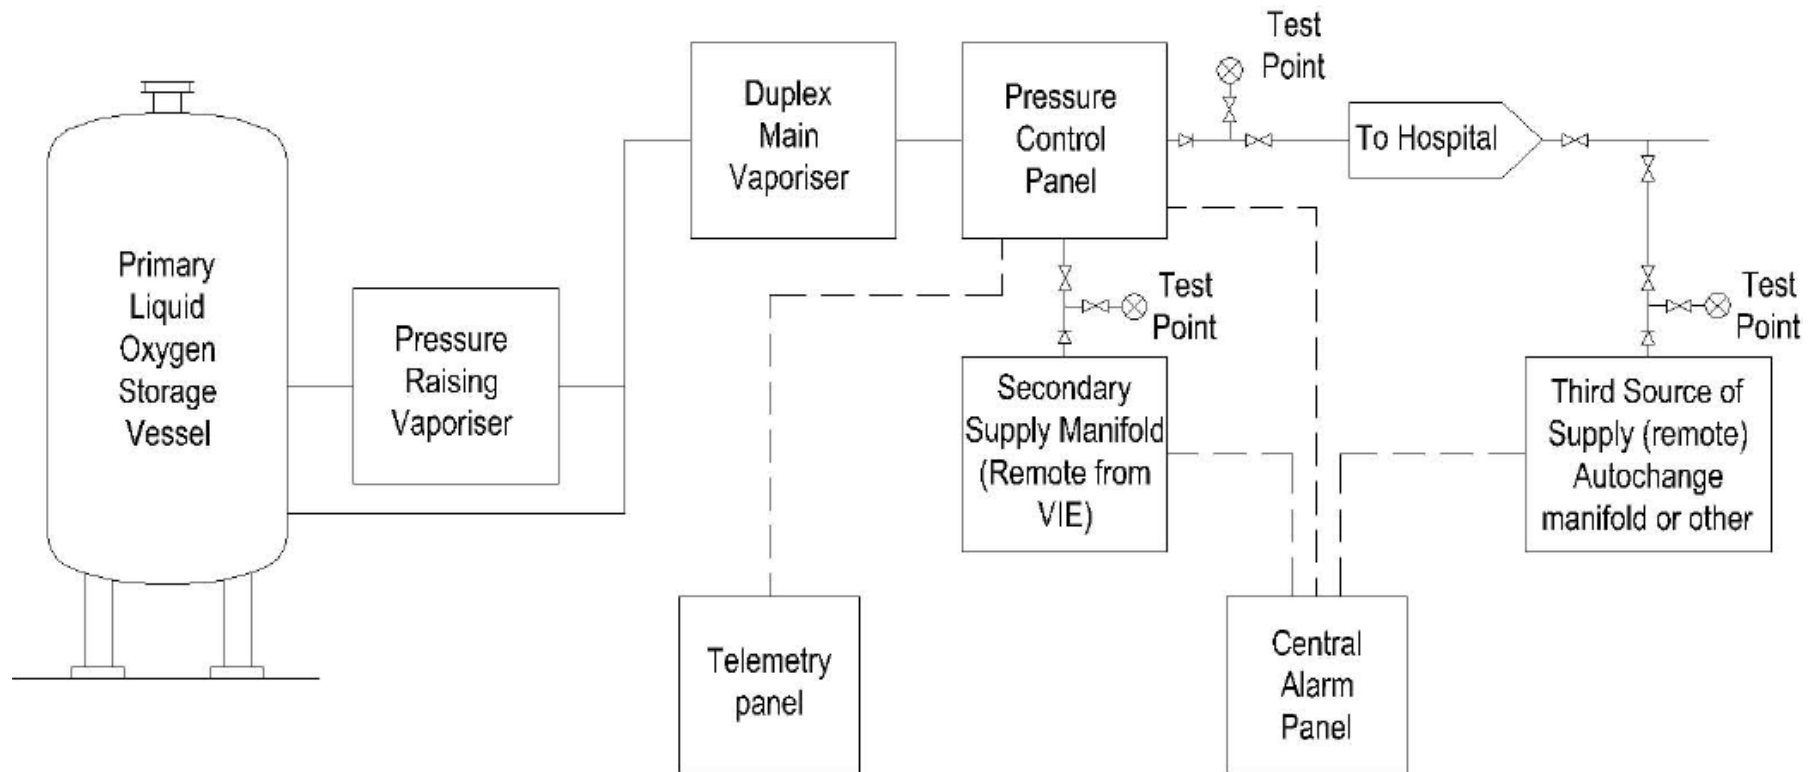 Primary
Liquid
Oxygen
Storage
Vessel
Pressure
Raising
Vaporiser
Duplex
Main
Vaporiser
Pressure
Control
Panel
Test
Point
To Hospital
Test
Point
Test
Point
Secondary
Supply Manifold
(Remote from
VIE)
Third Source of
Supply (remote)
Autochange
manifold or other
Telemetry
panel
Central
Alarm
Panel